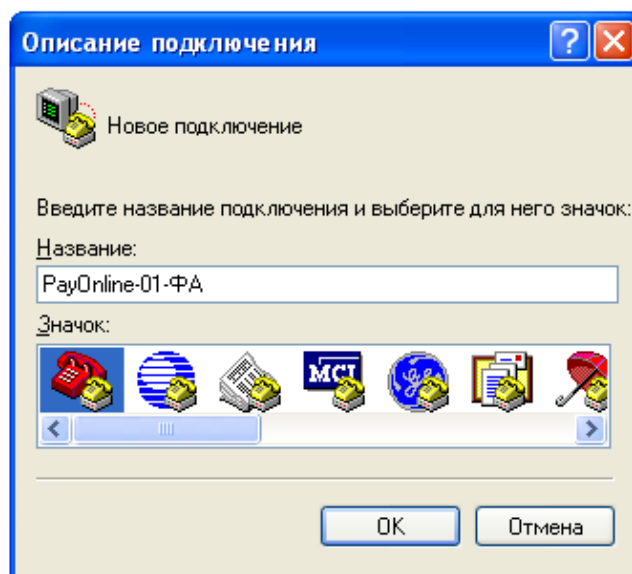 Описание подключения
Новое подключение
Введите название подключения и выберите для него значок:
Название:
PayOnline-01-ФА
Значок:
MCI
OK
Отмена